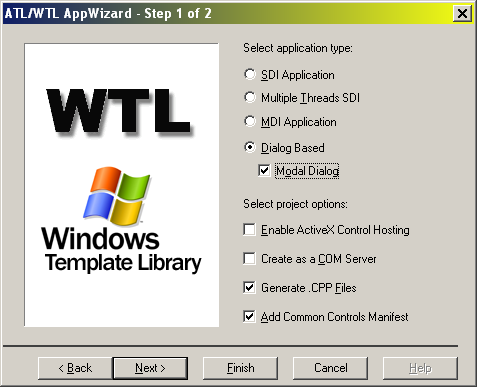 ATL/WTL AppWizard - Step 1 of 2
WTL
Windows
Template Library
Select application type:
SDI Application
Multiple Threads SDI
MDI Application
Dialog Based
Modal Dialog
Select project options:
Enable ActiveX Control Hosting
Create as a COM Server
Generate .CPP Files
Add Common Controls Manifest
< Back
Next >
Finish
Cancel
Help